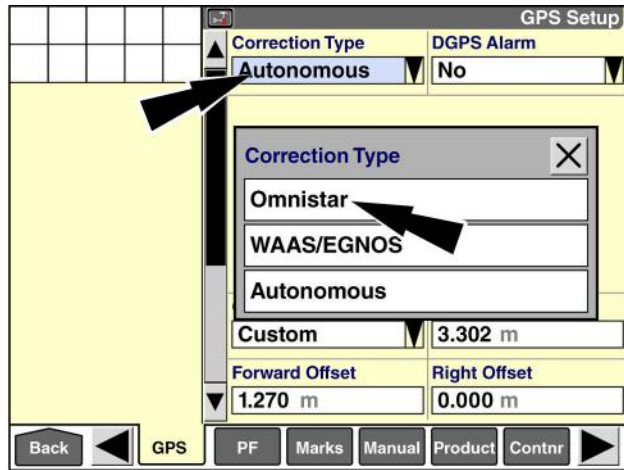 GPS Setup
Correction Type
DGPS Alarm
Autonomous
No
Correction Type
Omnistar
WAAS/EGNOS
Autonomous
Custom
3.302 m
Forward Offset
Right Offset
1.270 m
0.000 m
Back
GPS
PF
Marks
Manual
Product
Contnr